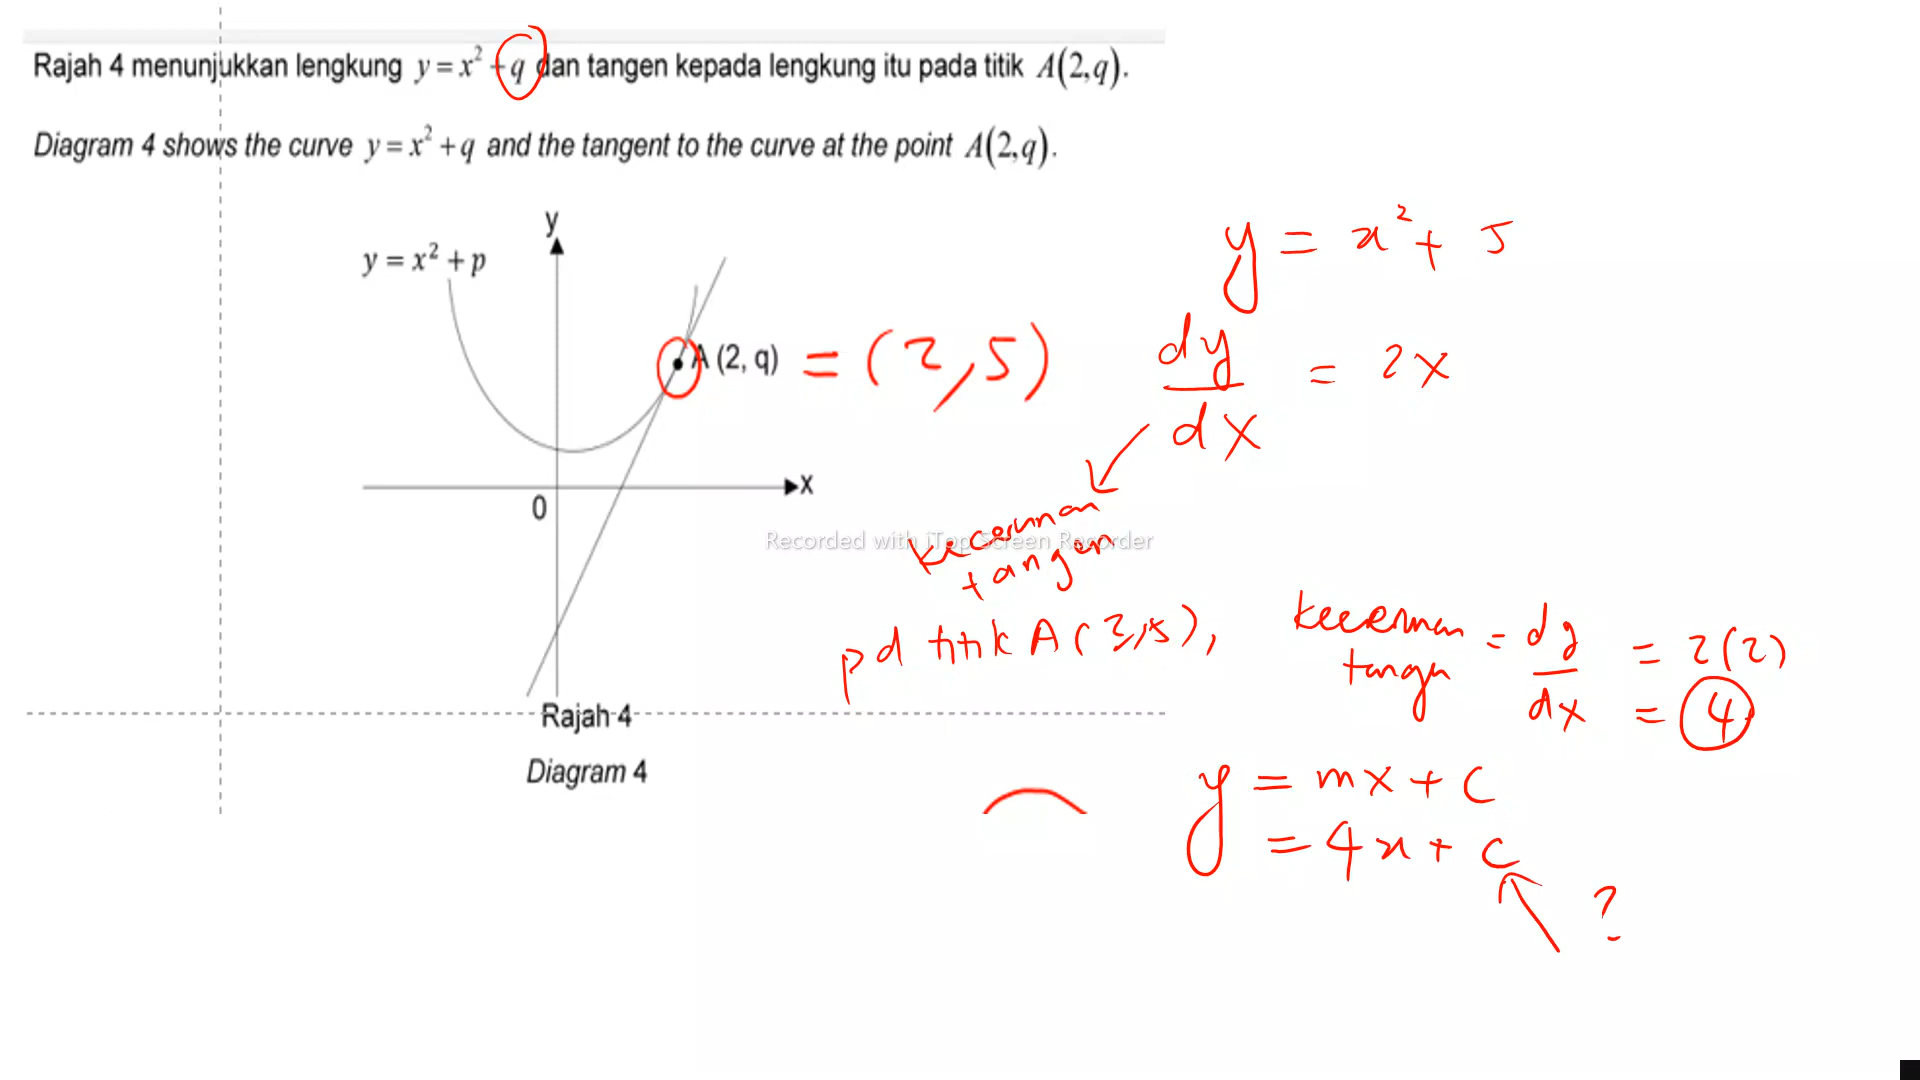 Rajah 4 menunjukkan lengkung y = x² + q dan tangen kepada lengkung itu pada titik A(2,q).
Diagram 4 shows the curve y = x² + q and the tangent to the curve at the point A(2,q).
y
y = x² + p
A (2, q) = (2,5)
x
0
Rajah 4
Diagram 4
y = x² + 5
dy/dx = 2x
kecerunan
tangen
Recorded with iTop Screen Recorder
pd titik A(2,5),
kecerunan tangen = dy/dx = 2(2)
= 4
y = mx + c
= 4x + c
?